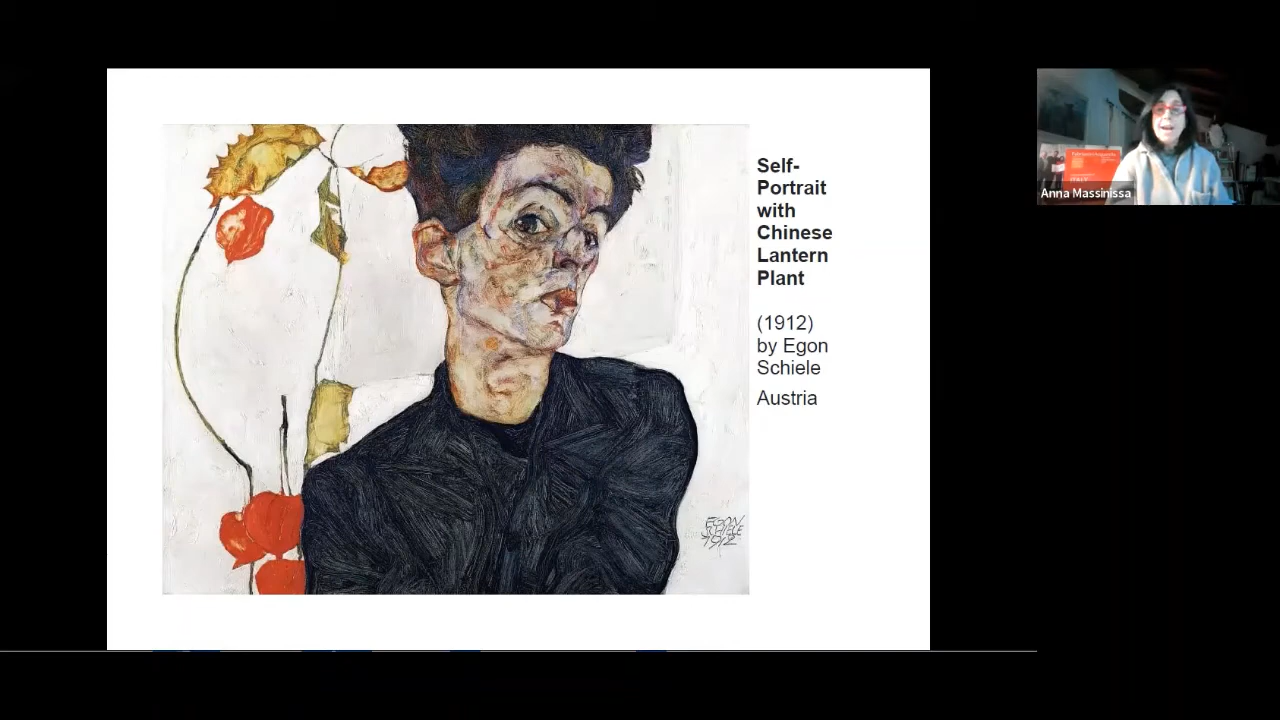 Self-
Portrait
with
Chinese
Lantern
Plant
(1912)
by Egon
Schiele
Austria
EGON
SCHIELE
1912
Anna Massinissa